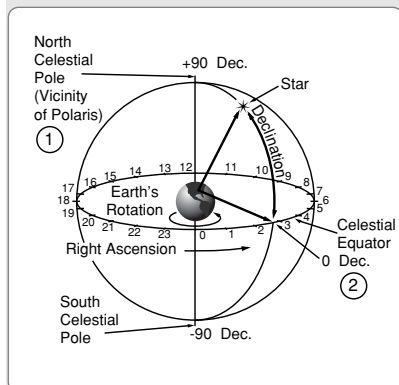 North
Celestial
Pole
(Vicinity
of Polaris)
1
+90 Dec.
Star
Declination
12
13
14
15
16
17
18
19
20
21
22
23
0
1
2
3
4
5
6
7
8
9
10
11
Earth's
Rotation
Right Ascension
Celestial
Equator
0 Dec.
2
South
Celestial
Pole
-90 Dec.